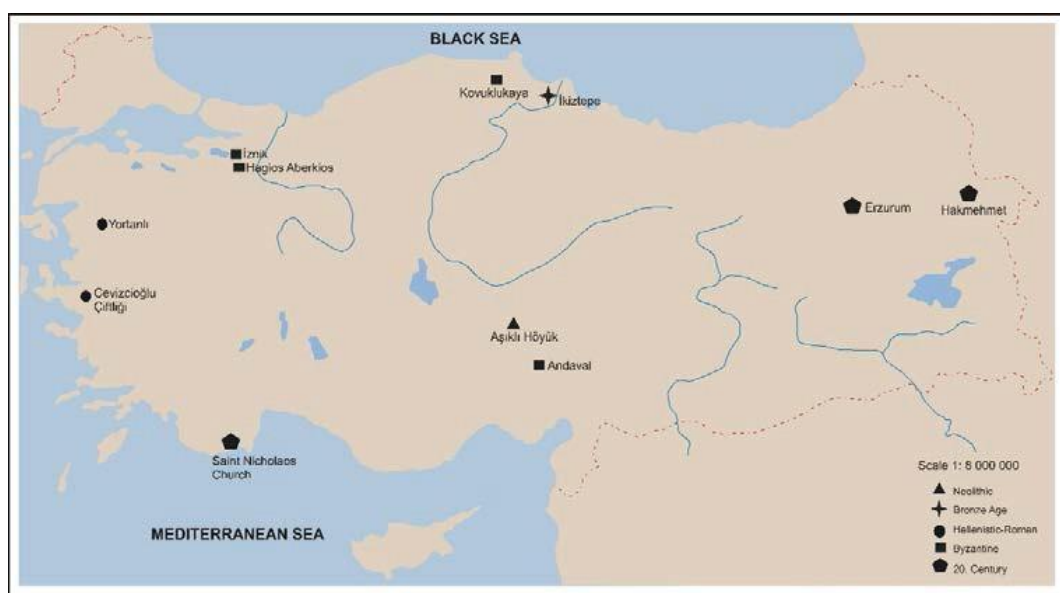 BLACK SEA
Kovuklukaya
İkiztepe
İznik
Hagios Aberkios
Yortanlı
Erzurum
Hakmehmet
Cevizcioğlu
Çiftliği
Aşıklı Höyük
Andaval
Saint Nicholaos
Church
MEDITERRANEAN SEA
Scale 1: 8 000 000
Neolithic
Bronze Age
Hellenistic-Roman
Byzantine
20. Century